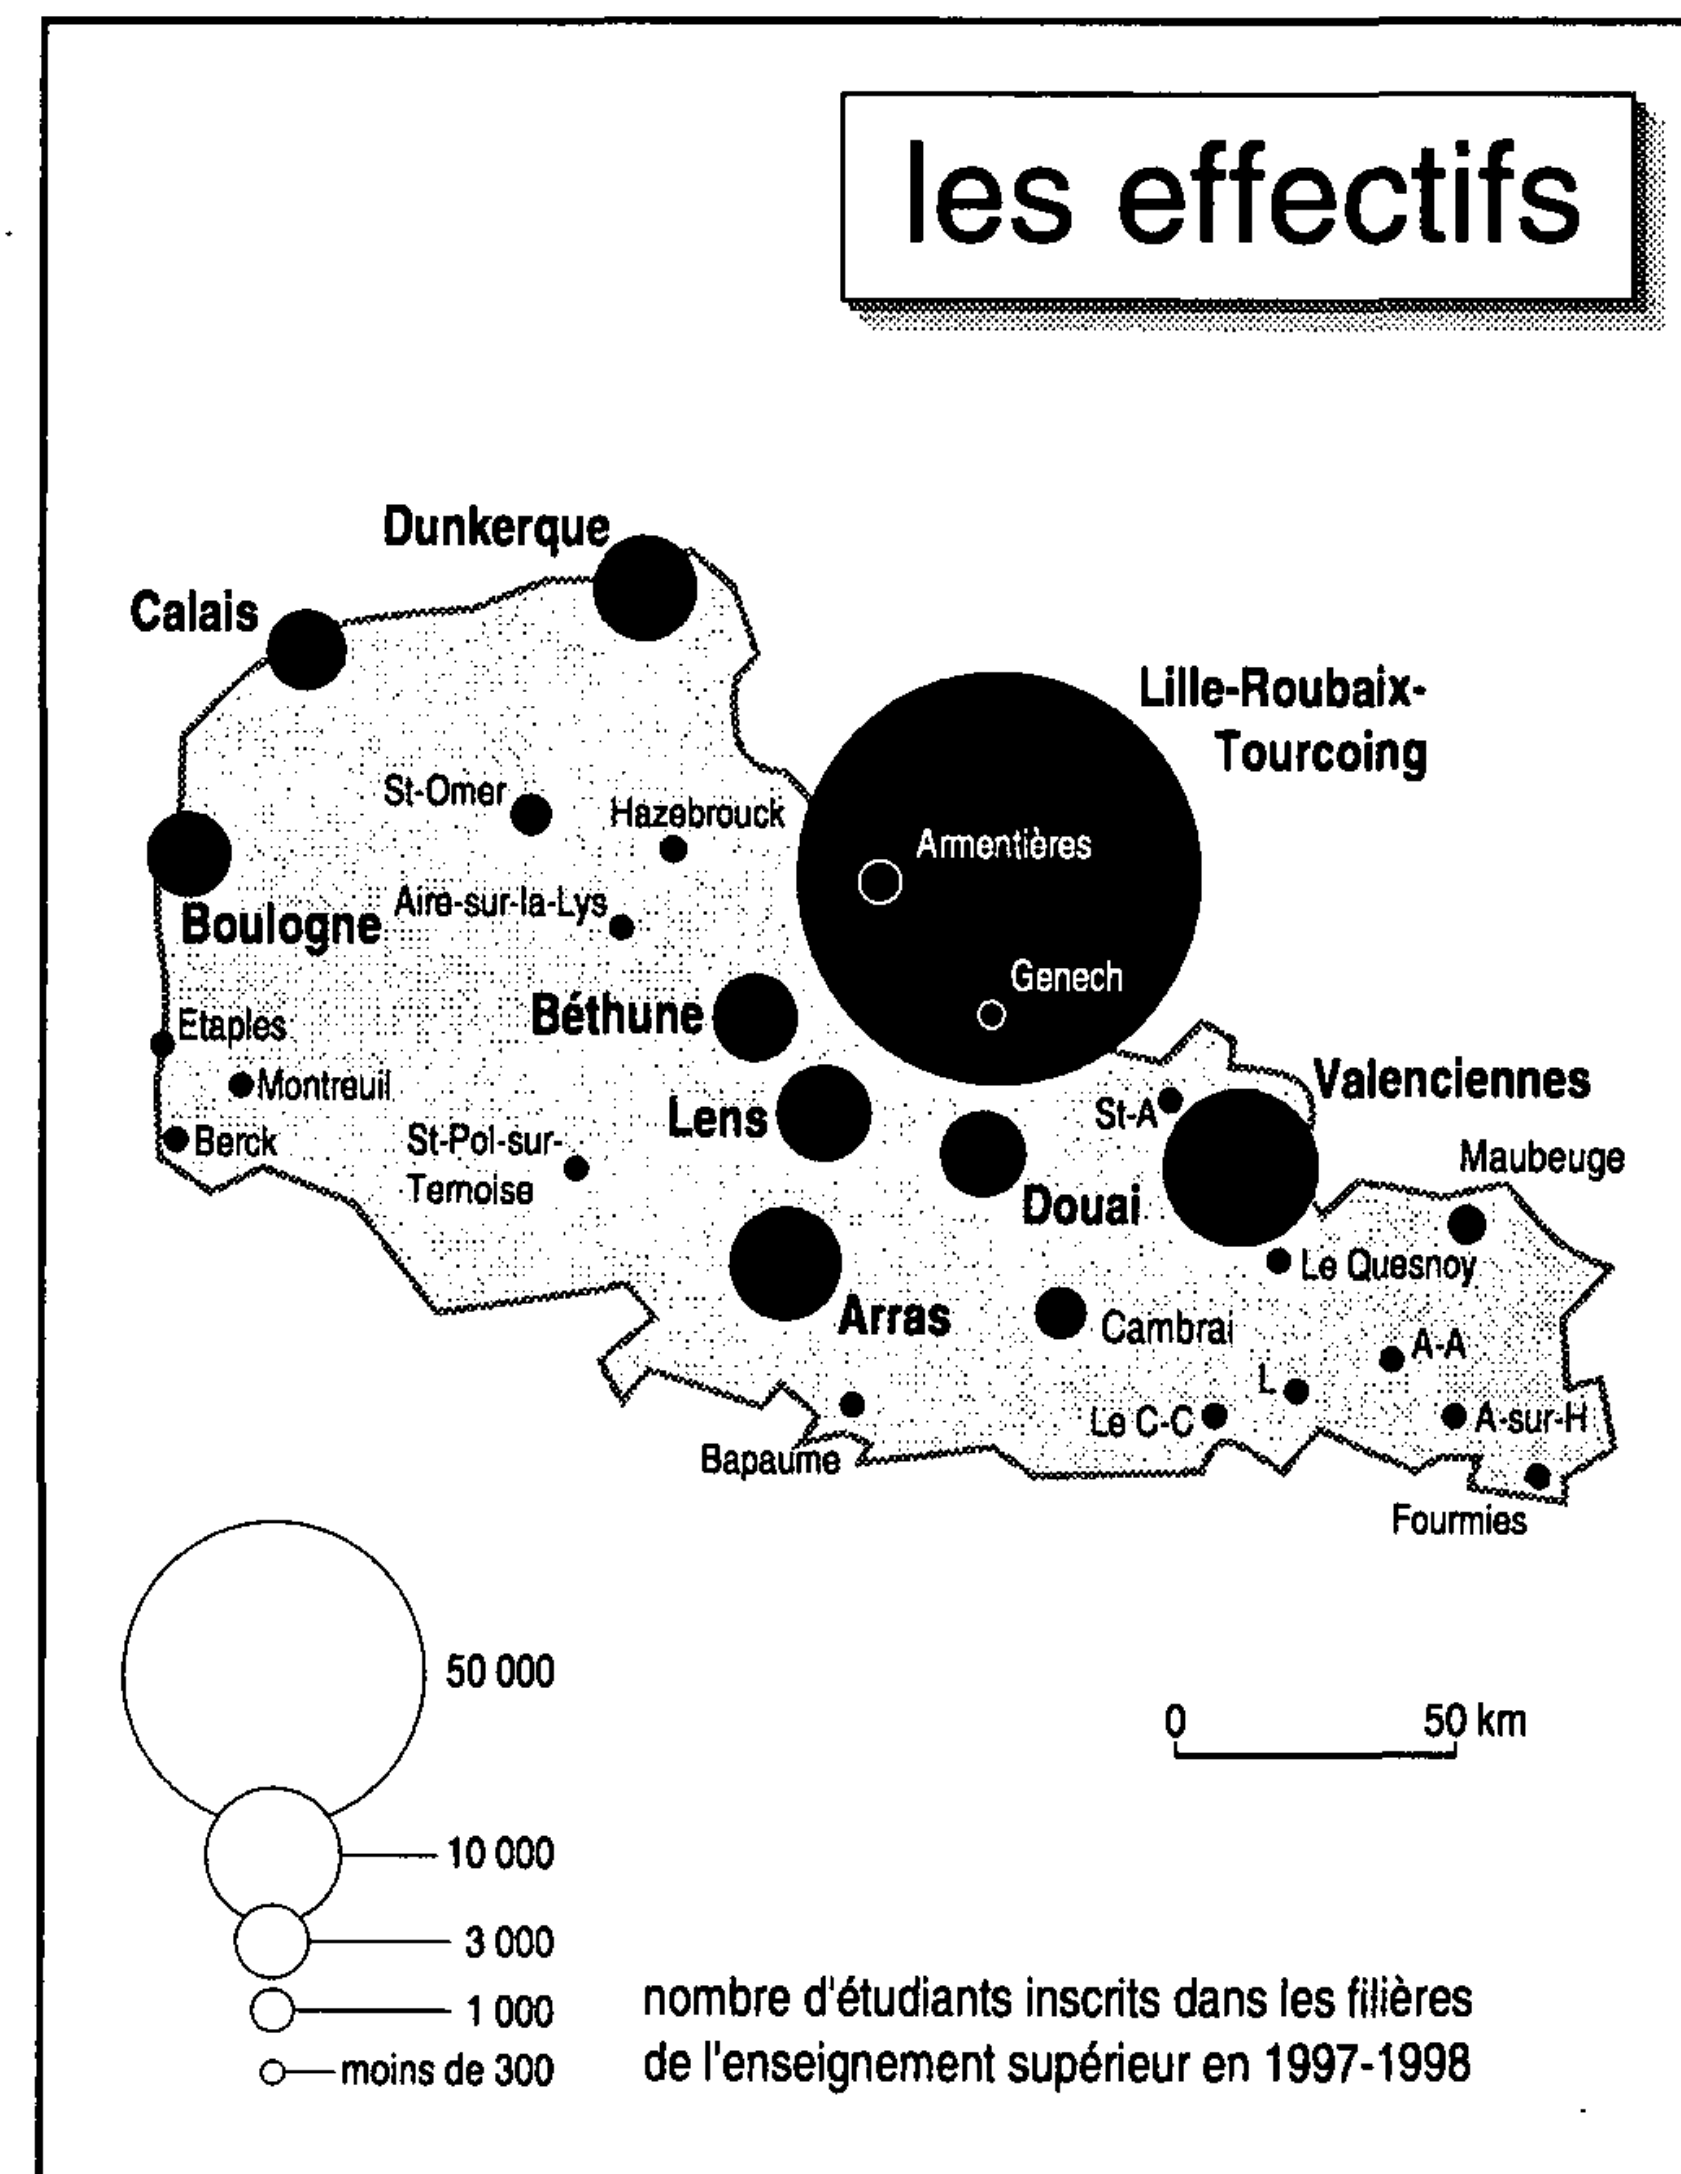 les effectifs
Dunkerque
Calais
Lille-Roubaix-
Tourcoing
St-Omer
Hazebrouck
Armentières
Boulogne
Aire-sur-la-Lys
Genech
Béthune
Etaples
Montreuil
Valenciennes
Lens
St-A
Berck
St-Pol-sur-
Ternoise
Maubeuge
Douai
Le Quesnoy
Arras
Cambrai
A-A
L
Le C-C
A-sur-H
Bapaume
Fourmies
50 000
0 50 km
10 000
3 000
1 000
moins de 300
nombre d'étudiants inscrits dans les filières
de l'enseignement supérieur en 1997-1998